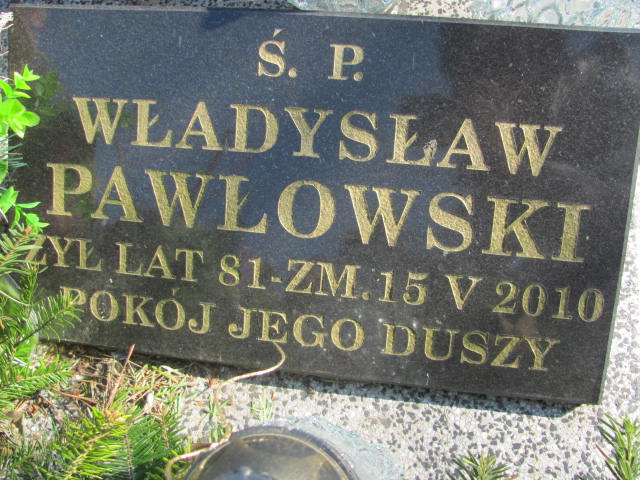 Ś. P.
WŁADYSŁAW
PAWŁOWSKI
ŻYŁ LAT 81-ZM. 15 V 2010
POKÓJ JEGO DUSZY